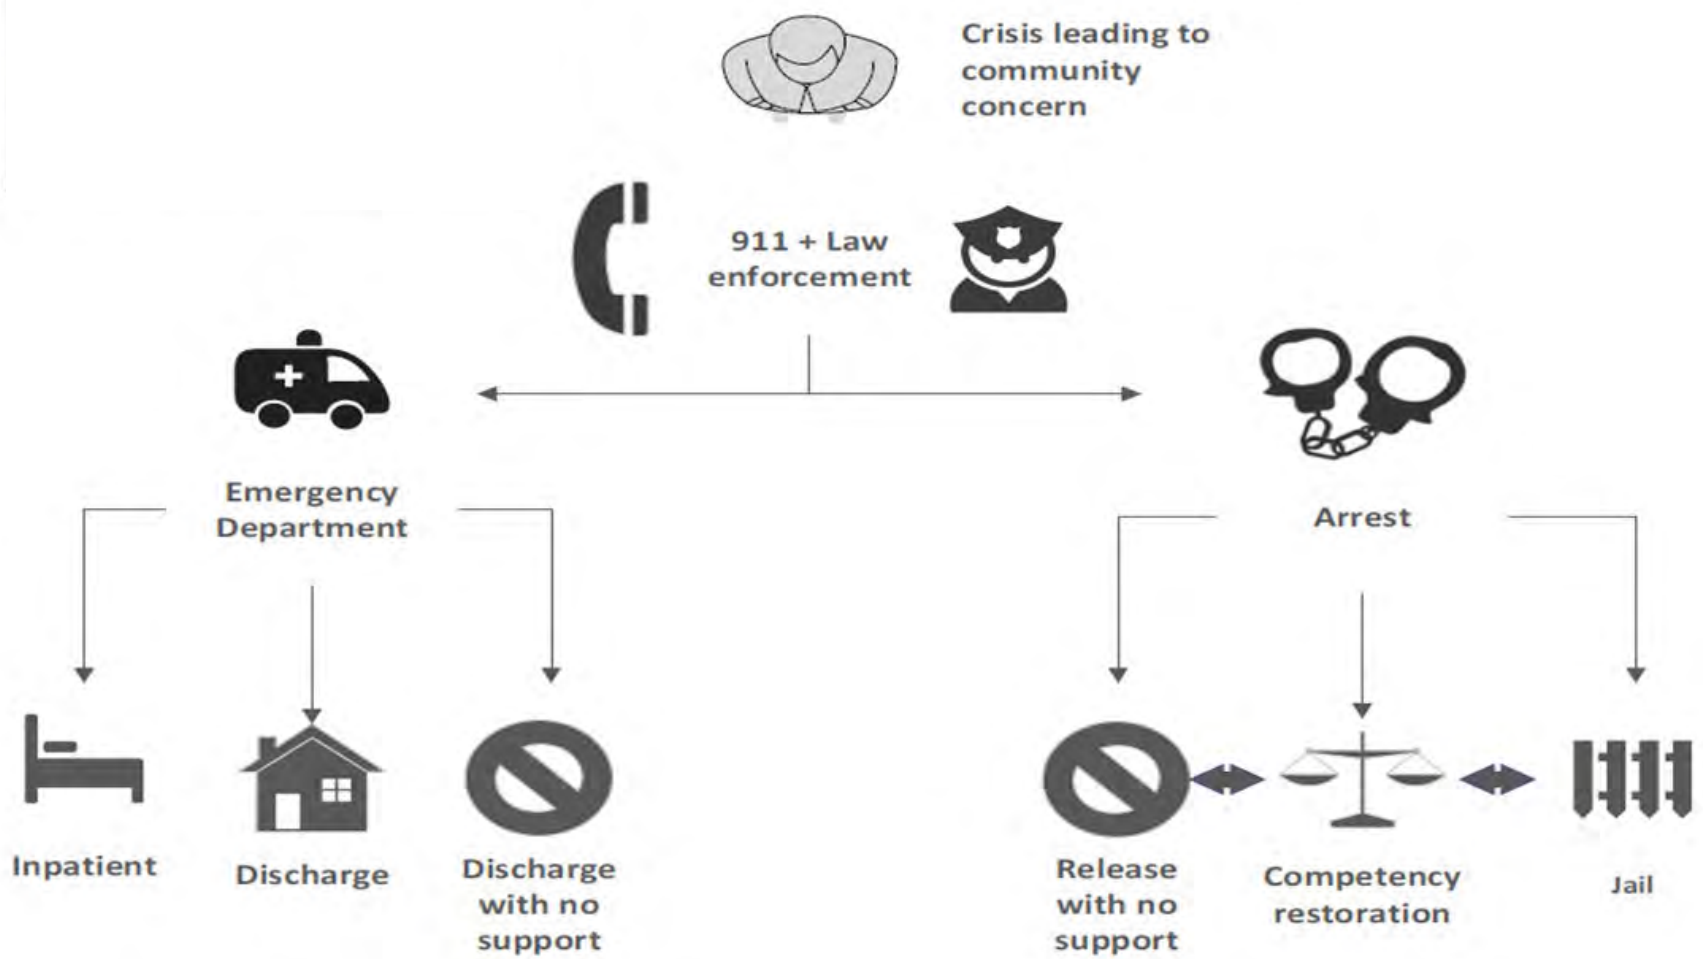 Crisis leading to
community
concern
911 + Law
enforcement
Emergency
Department
Arrest
Inpatient
Discharge
Discharge
with no
support
Release
with no
support
Competency
restoration
Jail